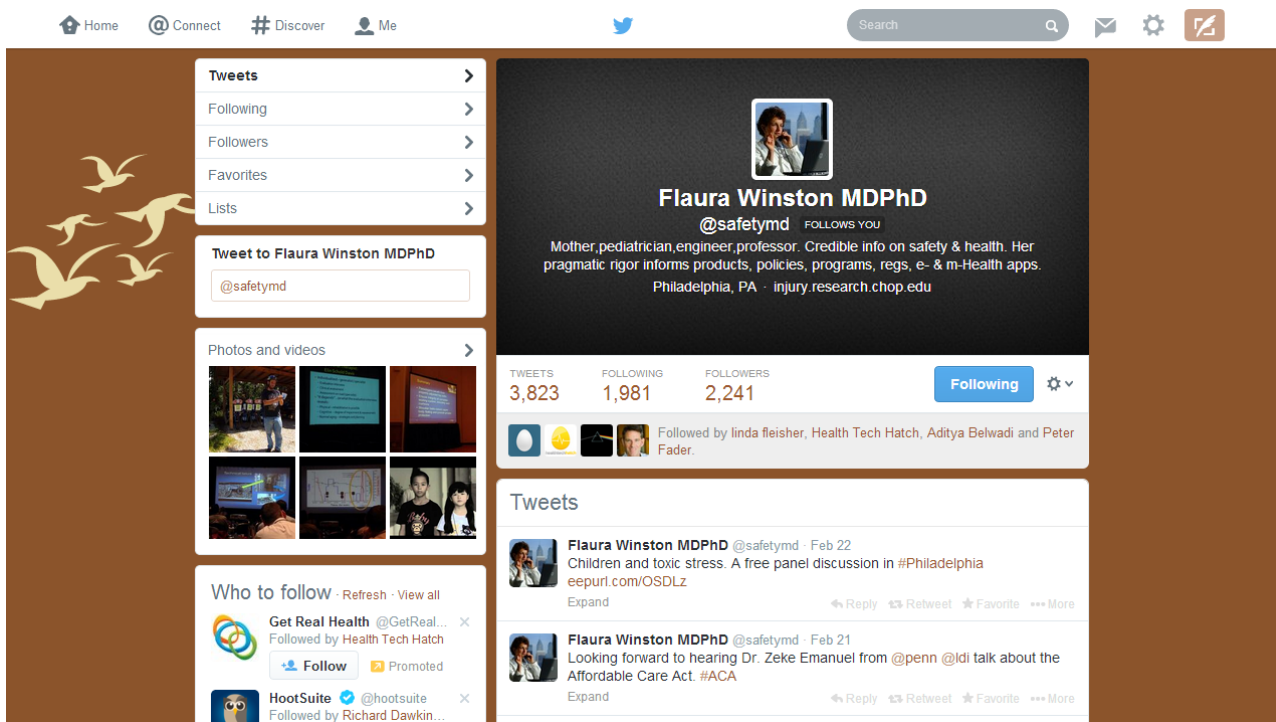 Home
Connect
Discover
Me
Search
Tweets
Following
Followers
Favorites
Lists
Tweet to Flaura Winston MDPhD
@safetymd
Photos and videos
Who to follow · Refresh · View all
Get Real Health @GetReal...
Followed by Health Tech Hatch
Follow
Promoted
HootSuite @hootsuite
Followed by Richard Dawkin...
Flaura Winston MDPhD
@safetymd FOLLOWS YOU
Mother,pediatrician,engineer,professor. Credible info on safety & health. Her
pragmatic rigor informs products, policies, programs, regs, e- & m-Health apps.
Philadelphia, PA · injury.research.chop.edu
TWEETS
3,823
FOLLOWING
1,981
FOLLOWERS
2,241
Following
Followed by linda fleisher, Health Tech Hatch, Aditya Belwadi and Peter
Fader.
Tweets
Flaura Winston MDPhD @safetymd · Feb 22
Children and toxic stress. A free panel discussion in #Philadelphia
eepurl.com/OSDLz
Expand
Reply Retweet Favorite More
Flaura Winston MDPhD @safetymd · Feb 21
Looking forward to hearing Dr. Zeke Emanuel from @penn @ldi talk about the
Affordable Care Act. #ACA
Expand
Reply Retweet Favorite More